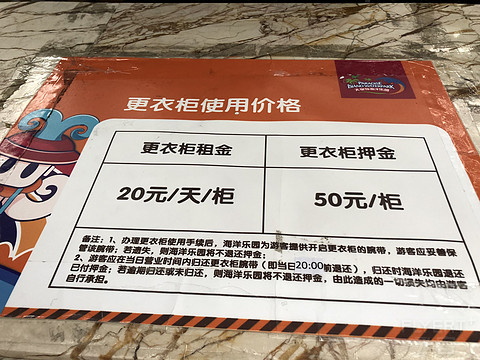 PARADISE
ISLAND WATERPARK
更衣柜使用价格
更衣柜租金
更衣柜押金
20元/天/柜
50元/柜
备注：1、办理更衣柜使用手续后，海洋乐园为游客提供开启更衣柜的腕带，游客应妥善保
管该腕带；若遗失，则海洋乐园将不退还押金；
2、游客应在当日营业时间内归还更衣柜腕带（即当日20:00前退还），归还时海洋乐园退还
已付押金；若逾期归还或未归还，则海洋乐园将不退还押金，由此造成的一切损失均由游客
自行承担。